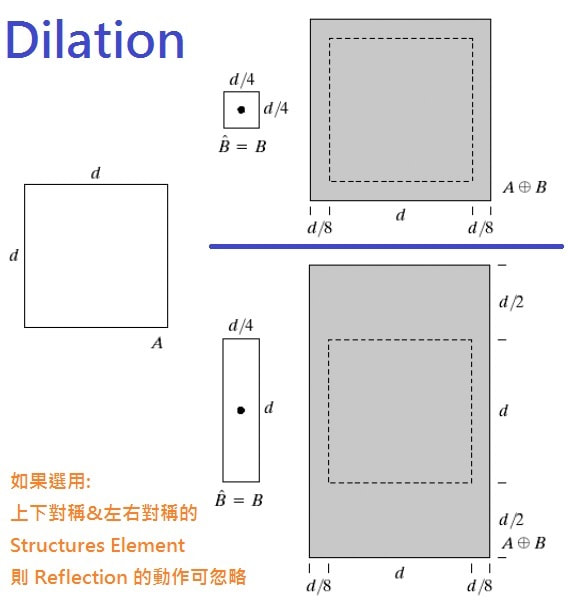 Dilation
d/4
d/4
B̂ = B
A ⊕ B
d/8
d
d/8
d
d
A
d/4
d
B̂ = B
d/2
d
d/2
A ⊕ B
d/8
d
d/8
如果選用:
上下對稱&左右對稱的
Structures Element
則 Reflection 的動作可忽略